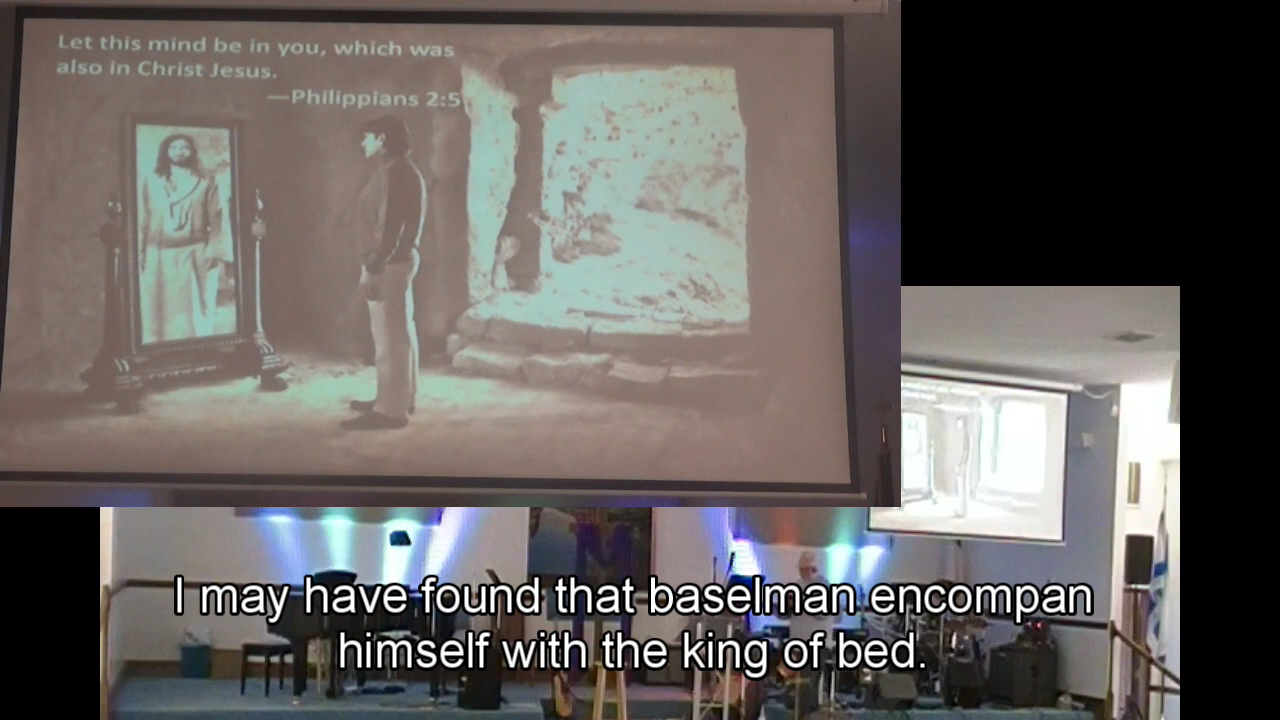 Let this mind be in you, which was
also in Christ Jesus.
—Philippians 2:5
I may have found that baselman encompan
himself with the king of bed.